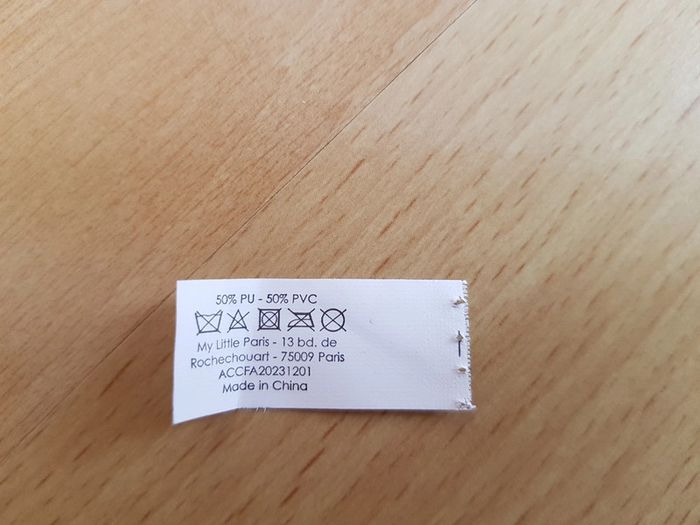 50% PU - 50% PVC
My Little Paris - 13 bd. de
Rochechouart - 75009 Paris
ACCFA20231201
Made in China